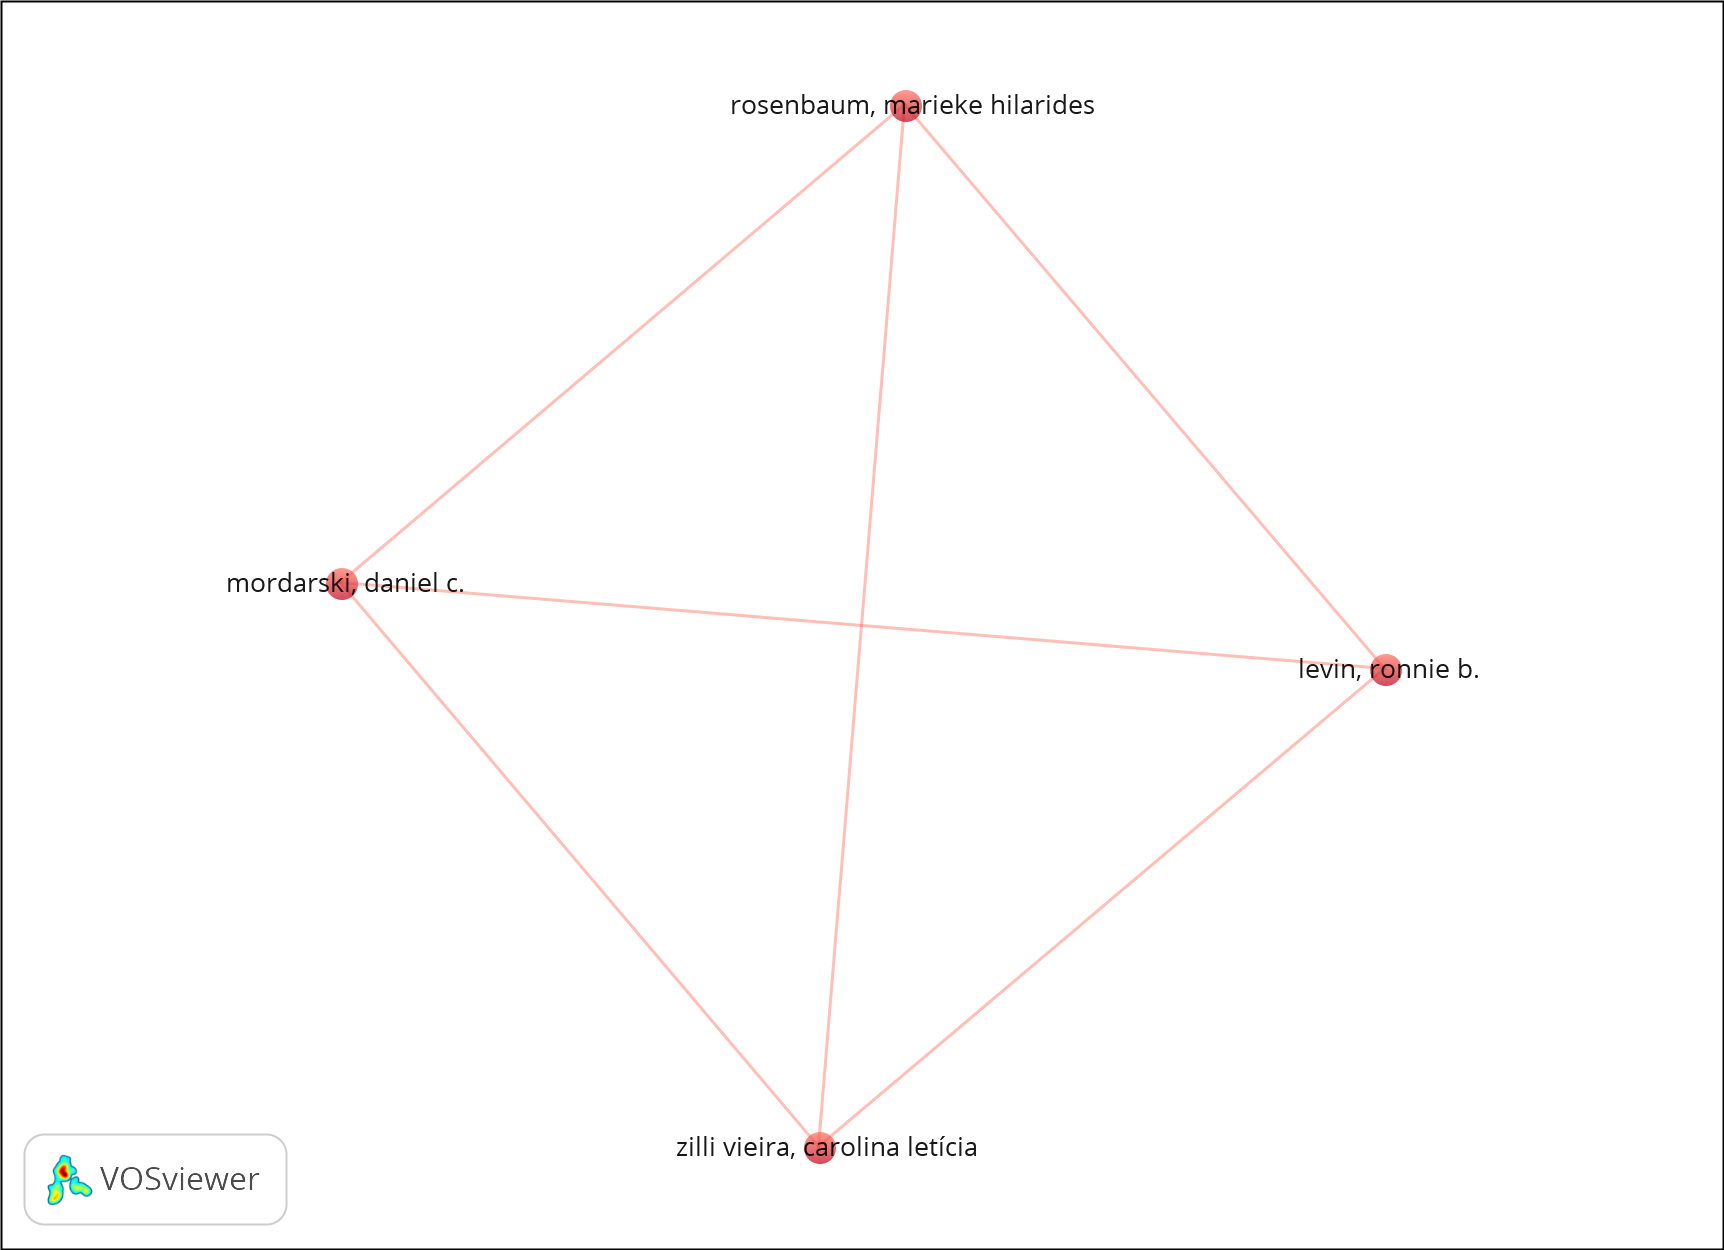 rosenbaum, marieke hilarides
mordarski, daniel c.
levin, ronnie b.
zilli vieira, carolina letícia
VOSviewer